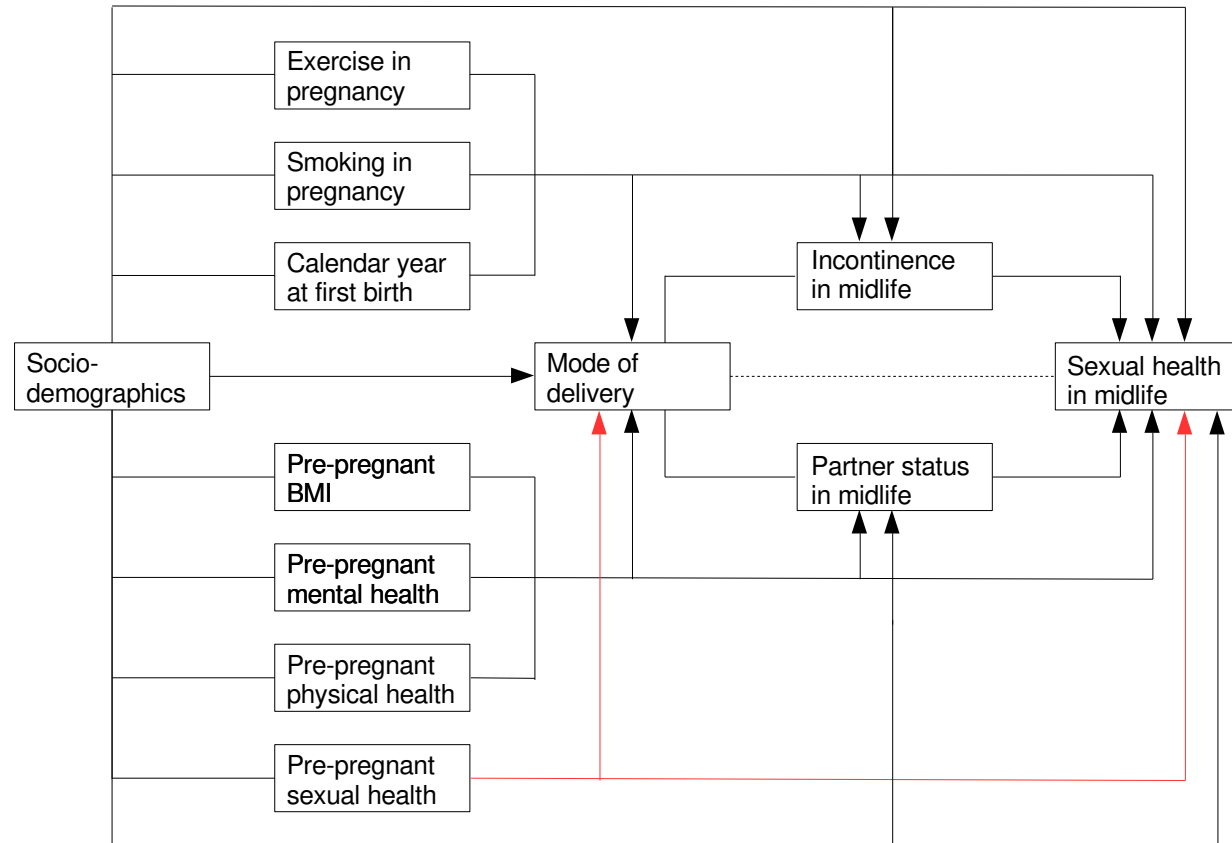 Exercise in
pregnancy
Smoking in
pregnancy
Calendar year
at first birth
Incontinence
in midlife
Socio-
demographics
Mode of
delivery
Sexual health
in midlife
Pre-pregnant
BMI
Partner status
in midlife
Pre-pregnant
mental health
Pre-pregnant
physical health
Pre-pregnant
sexual health